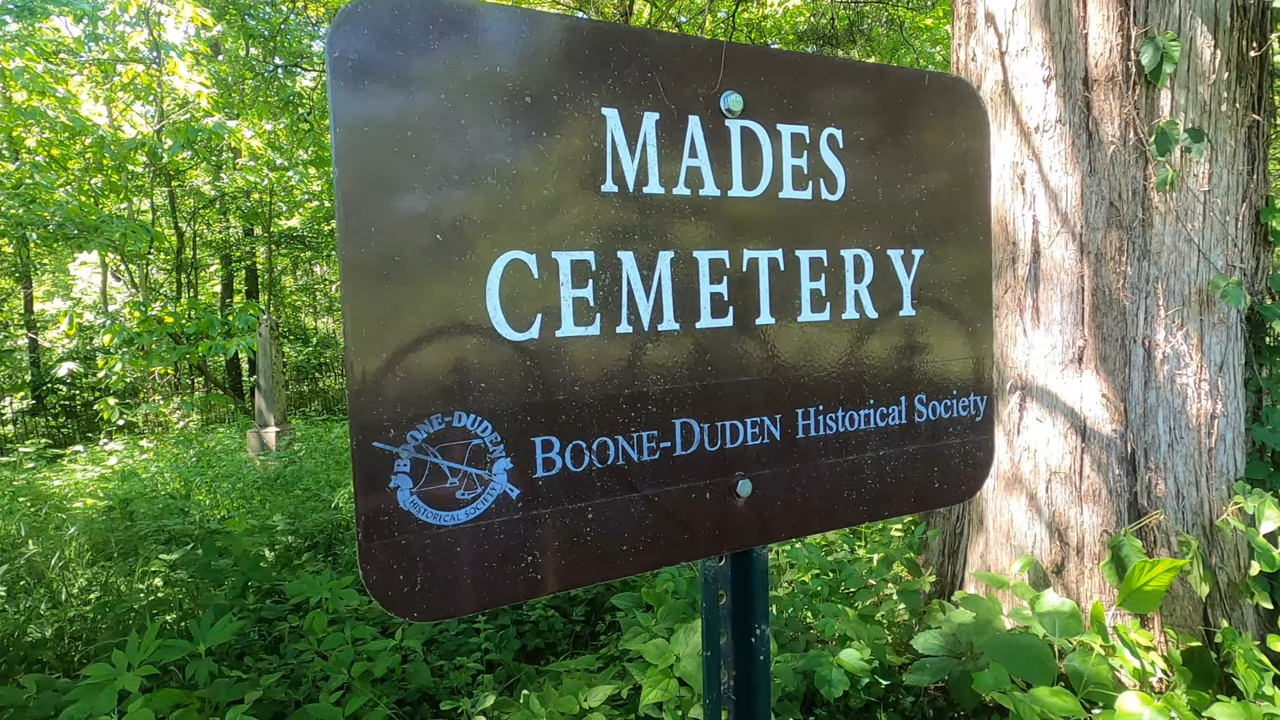 MADES
CEMETERY
BOONE-DUDEN Historical Society
BOONE-DUDEN
HISTORICAL SOCIETY